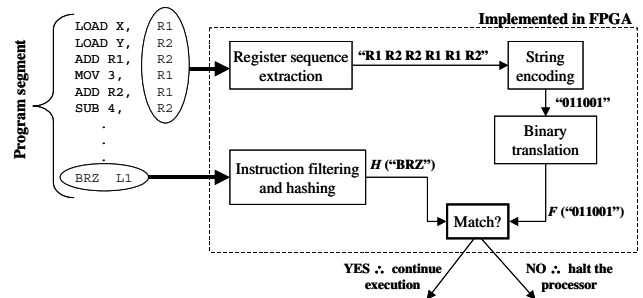 Implemented in FPGA
Program segment
LOAD X, R1
LOAD Y, R2
ADD R1, R2
MOV 3, R1
ADD R2, R1
SUB 4, R2
.
.
.
BRZ L1
Register sequence
extraction
“R1 R2 R2 R1 R1 R2”
String
encoding
“011001”
Binary
translation
Instruction filtering
and hashing
H (“BRZ”)
F (“011001”)
Match?
YES ∴ continue
execution
NO ∴ halt the
processor